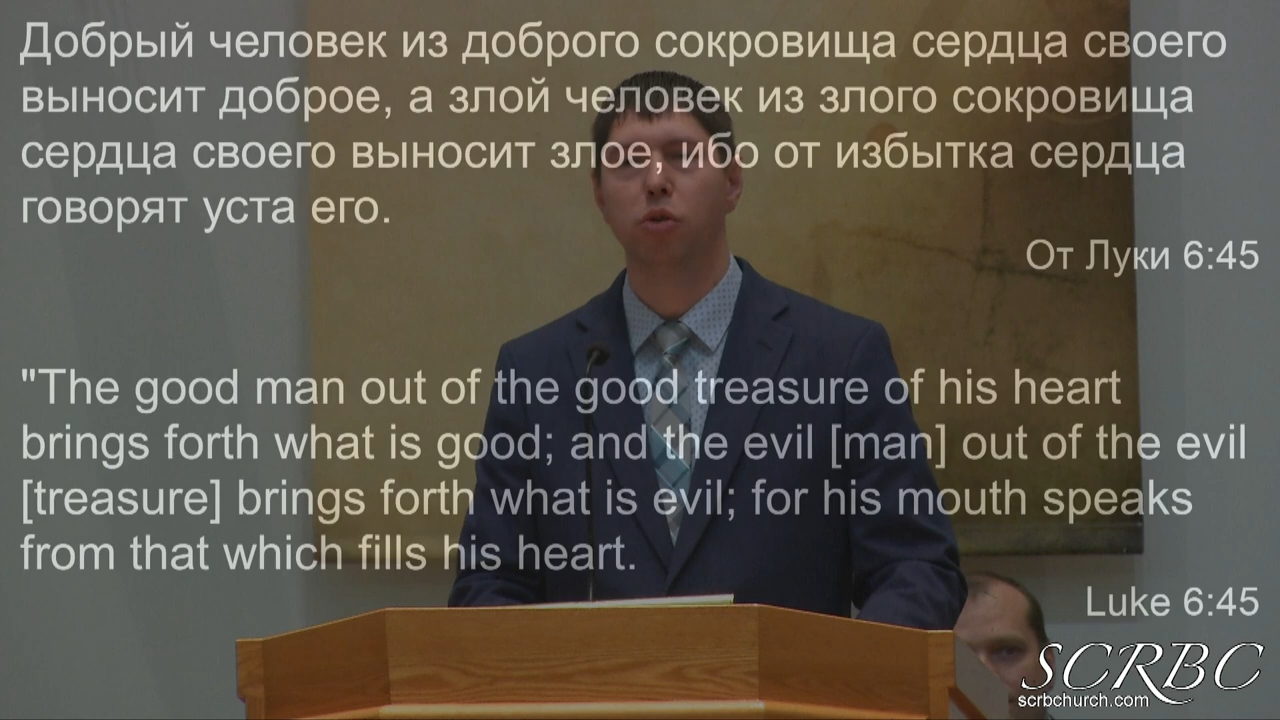 Добрый человек из доброго сокровища сердца своего
выносит доброе, а злой человек из злого сокровища
сердца своего выносит злое, ибо от избытка сердца
говорят уста его.
От Луки 6:45
"The good man out of the good treasure of his heart
brings forth what is good; and the evil [man] out of the evil
[treasure] brings forth what is evil; for his mouth speaks
from that which fills his heart.
Luke 6:45
SCRBC
scrbchurch.com